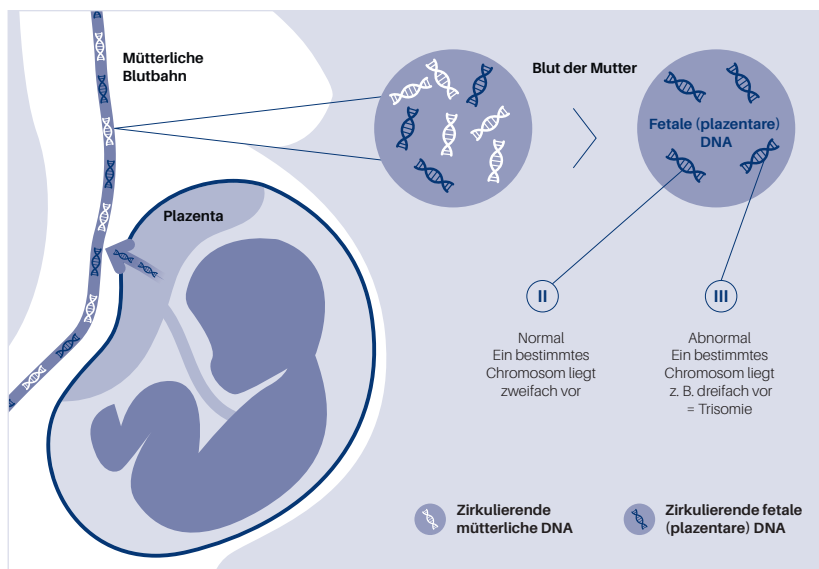 Mütterliche
Blutbahn
Blut der Mutter
Fetale (plazentare)
DNA
Plazenta
II
Normal
Ein bestimmtes
Chromosom liegt
zweifach vor
III
Abnormal
Ein bestimmtes
Chromosom liegt
z. B. dreifach vor
= Trisomie
Zirkulierende
mütterliche DNA
Zirkulierende fetale
(plazentare) DNA